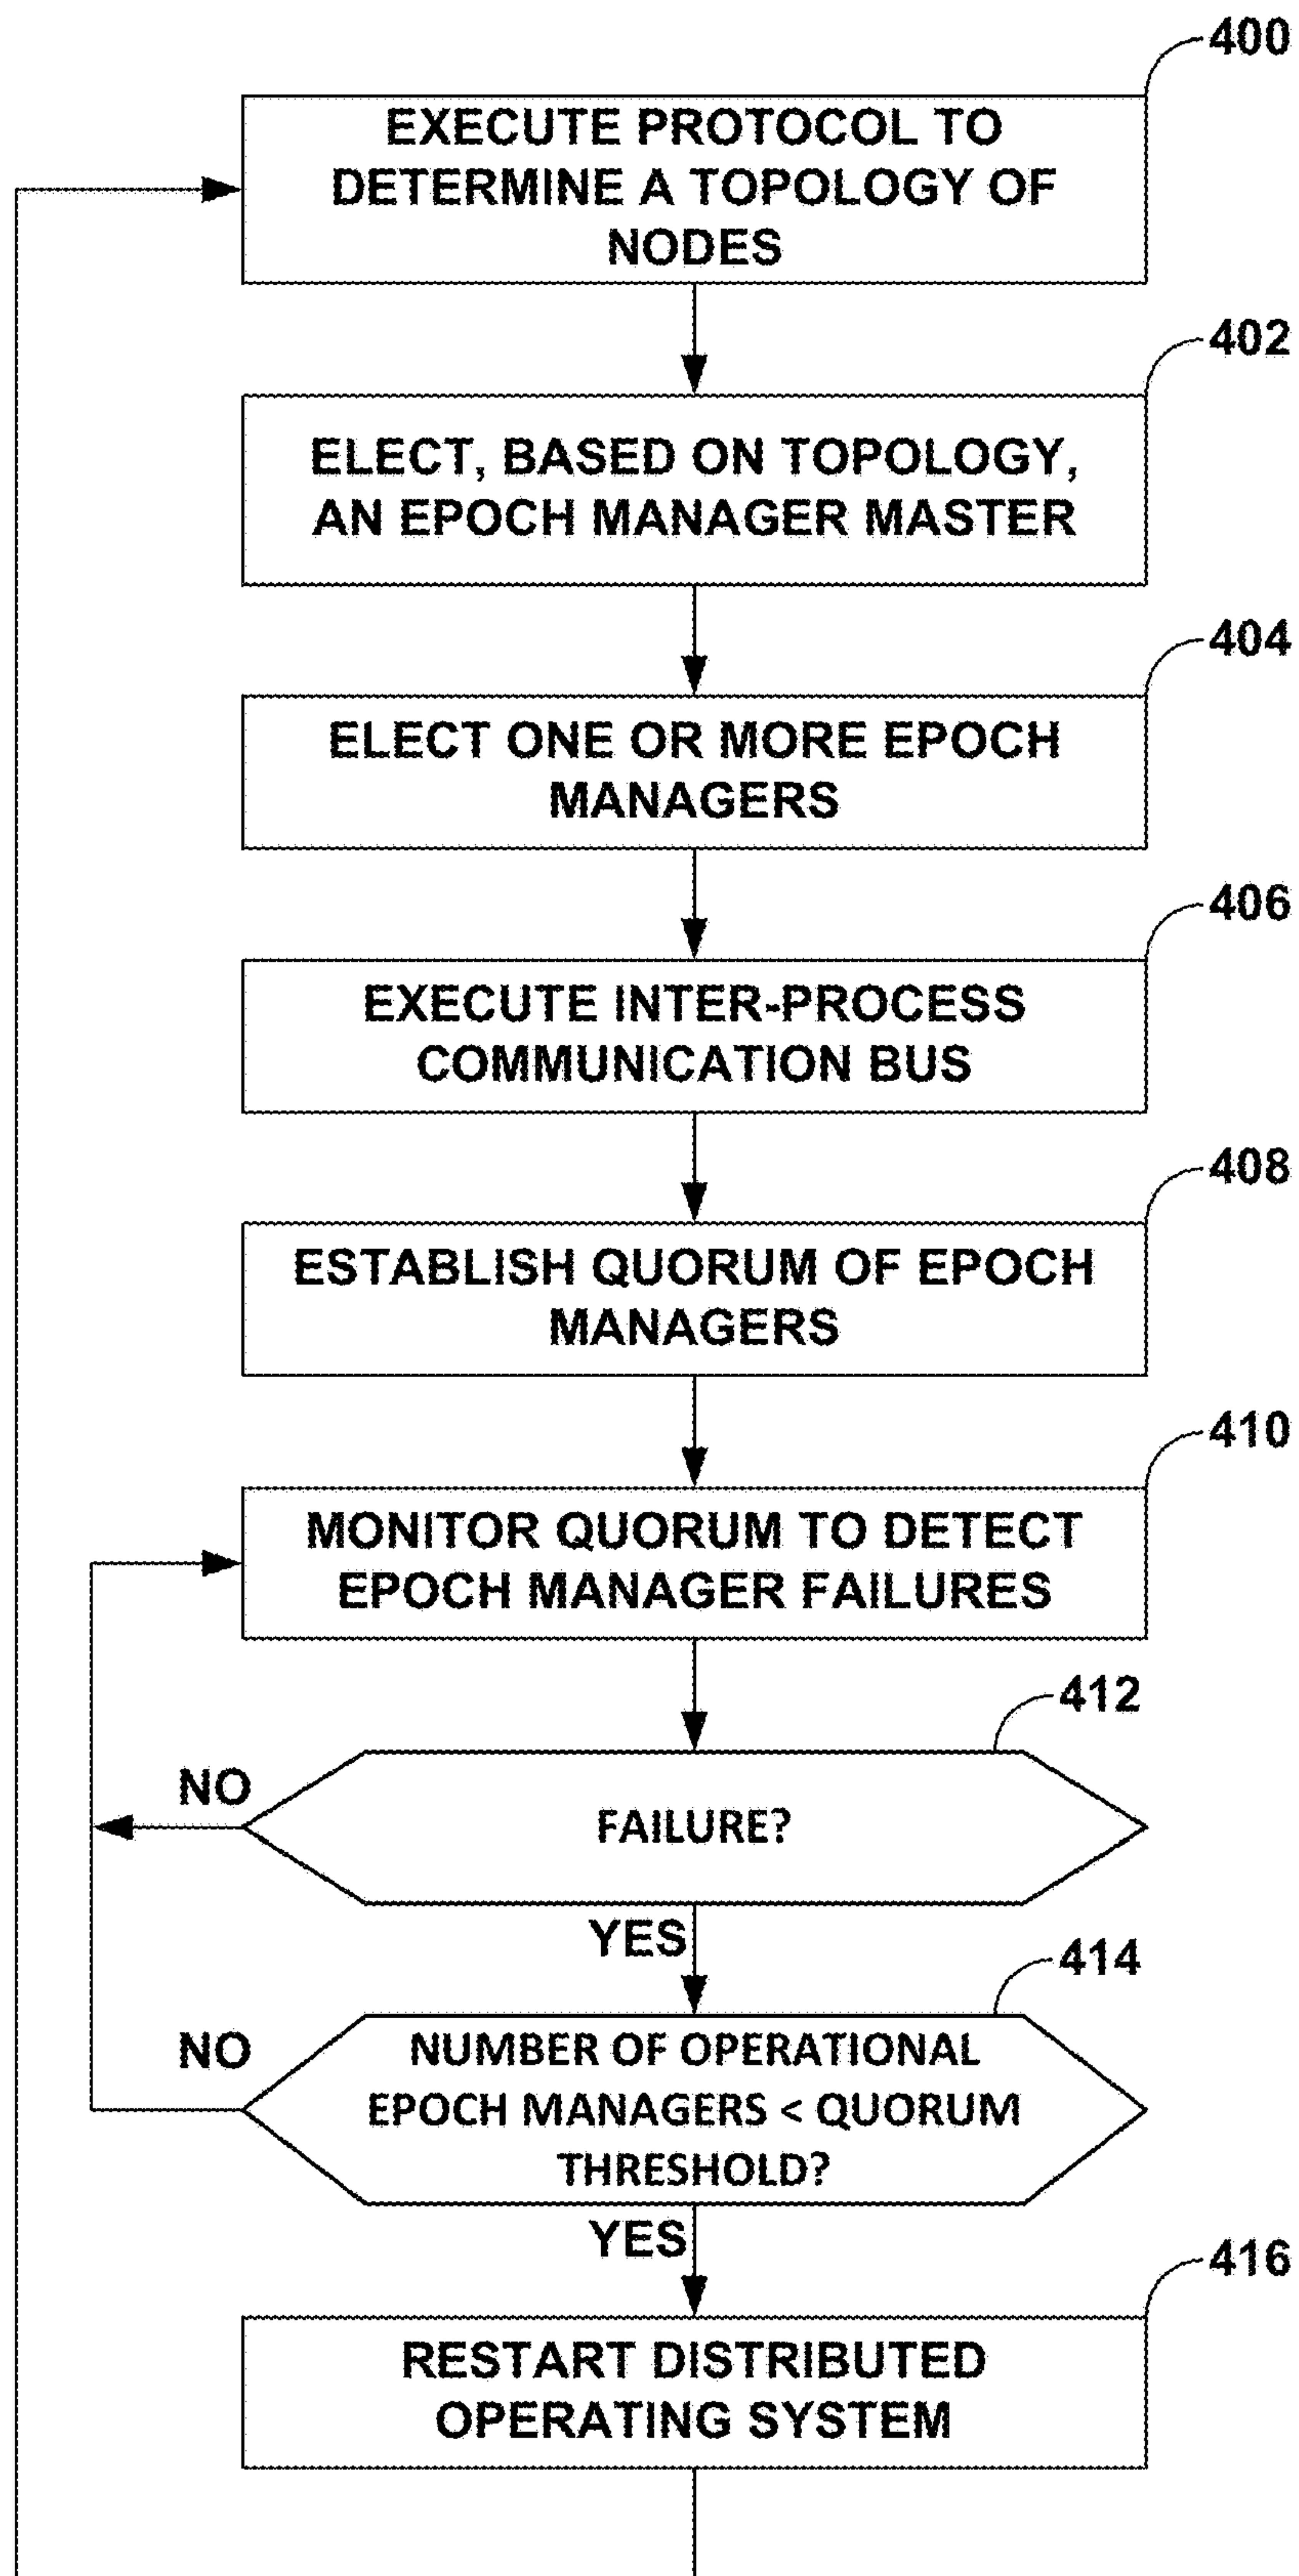 400
EXECUTE PROTOCOL TO
DETERMINE A TOPOLOGY OF
NODES
402
ELECT, BASED ON TOPOLOGY,
AN EPOCH MANAGER MASTER
404
ELECT ONE OR MORE EPOCH
MANAGERS
406
EXECUTE INTER-PROCESS
COMMUNICATION BUS
408
ESTABLISH QUORUM OF EPOCH
MANAGERS
410
MONITOR QUORUM TO DETECT
EPOCH MANAGER FAILURES
412
NO
FAILURE?
YES
414
NO
NUMBER OF OPERATIONAL
EPOCH MANAGERS < QUORUM
THRESHOLD?
YES
416
RESTART DISTRIBUTED
OPERATING SYSTEM